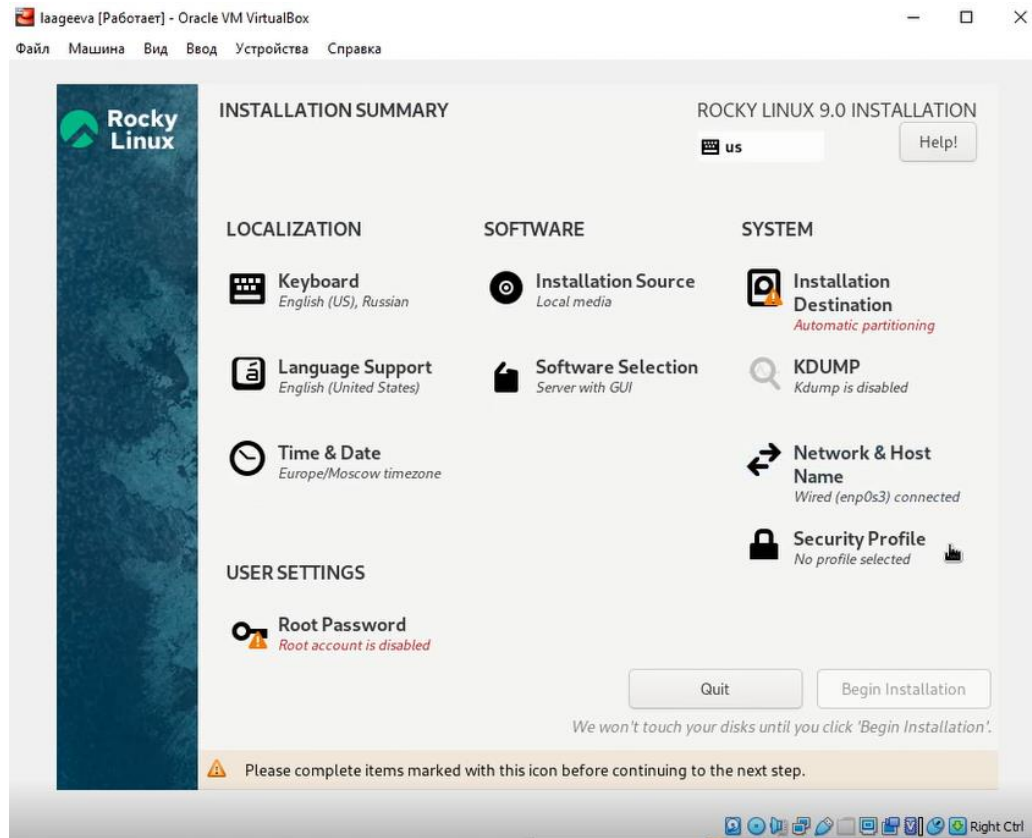 laageeva [Работает] - Oracle VM VirtualBox
Файл Машина Вид Ввод Устройства Справка
Rocky
Linux
INSTALLATION SUMMARY
ROCKY LINUX 9.0 INSTALLATION
us
Help!
LOCALIZATION
Keyboard
English (US), Russian
Language Support
English (United States)
Time & Date
Europe/Moscow timezone
SOFTWARE
Installation Source
Local media
Software Selection
Server with GUI
SYSTEM
Installation
Destination
Automatic partitioning
KDUMP
Kdump is disabled
Network & Host
Name
Wired (enp0s3) connected
Security Profile
No profile selected
USER SETTINGS
Root Password
Root account is disabled
Quit
Begin Installation
We won't touch your disks until you click 'Begin Installation'.
Please complete items marked with this icon before continuing to the next step.
Right Ctrl